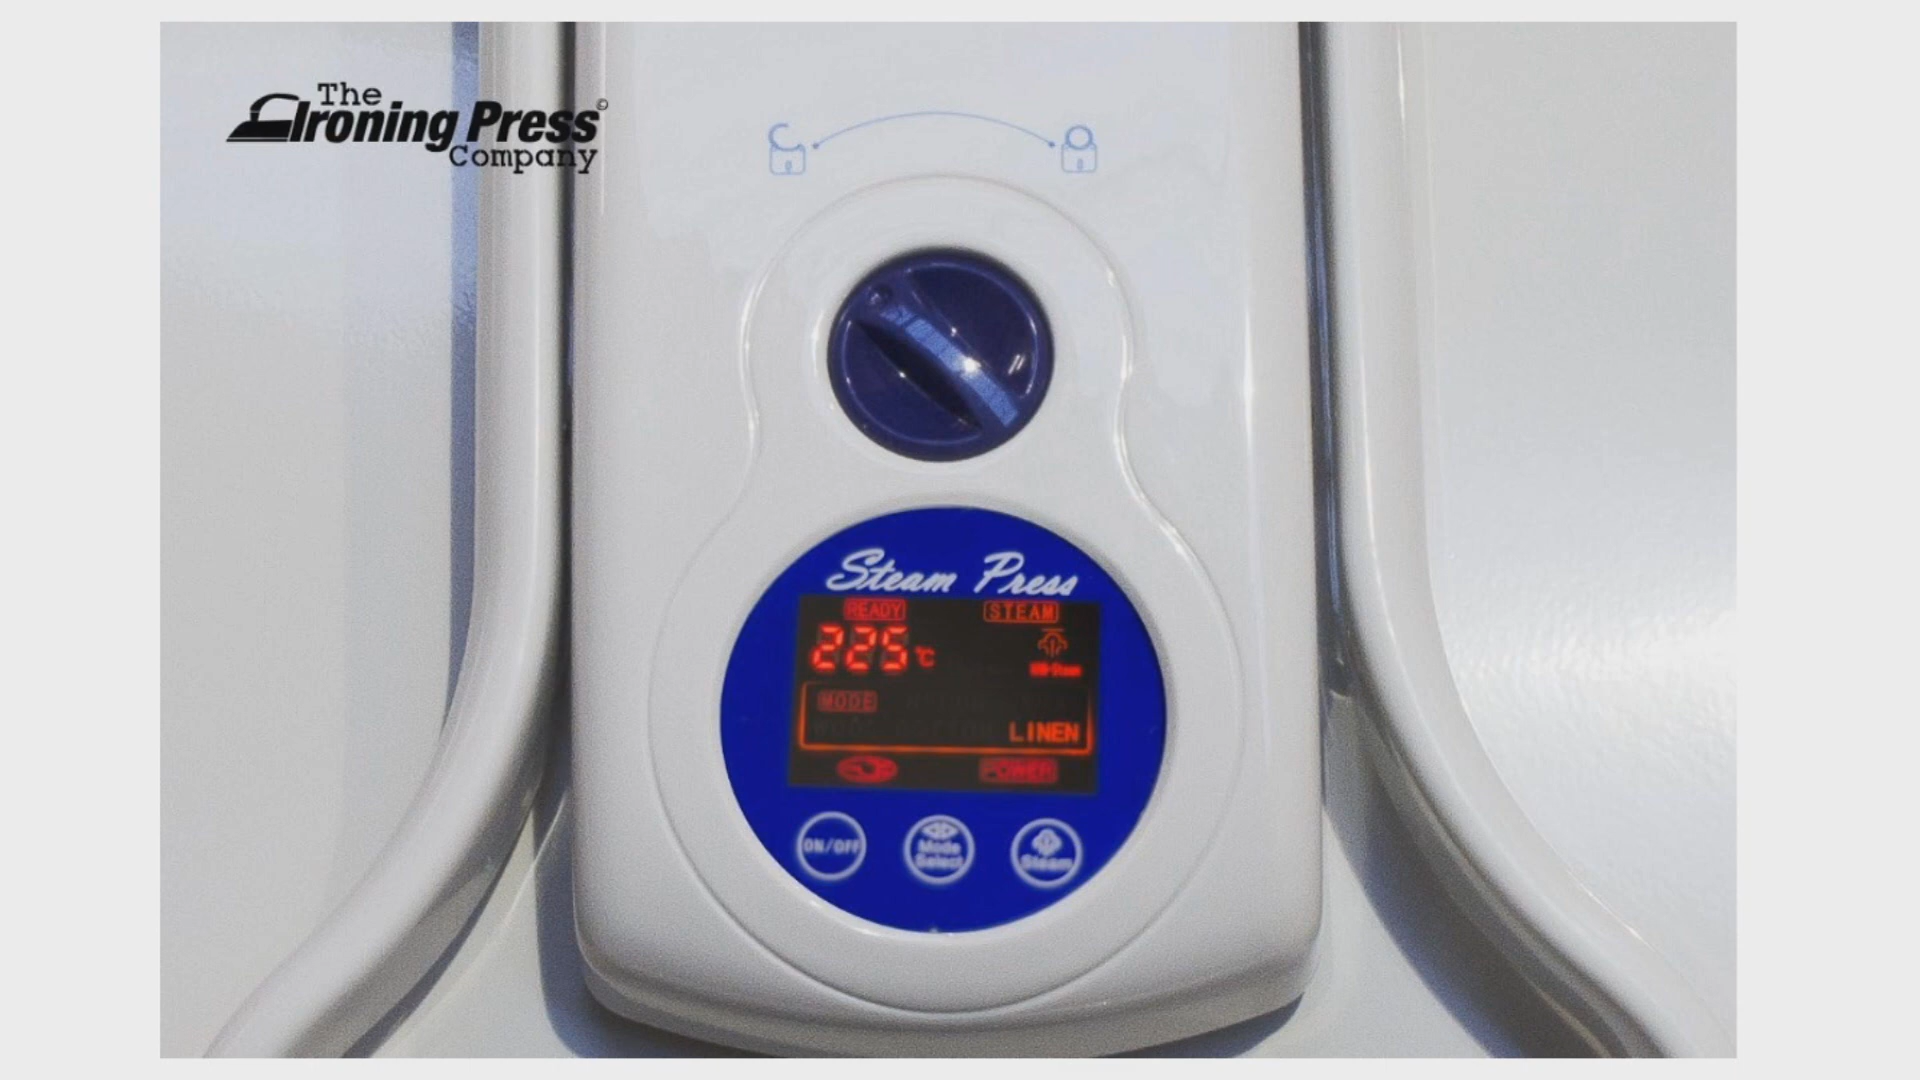 The
Ironing Press©
Company
Steam Press
READY
STEAM
225 °C
MODE
LINEN
POWER
ON/OFF
Mode
Select
Steam